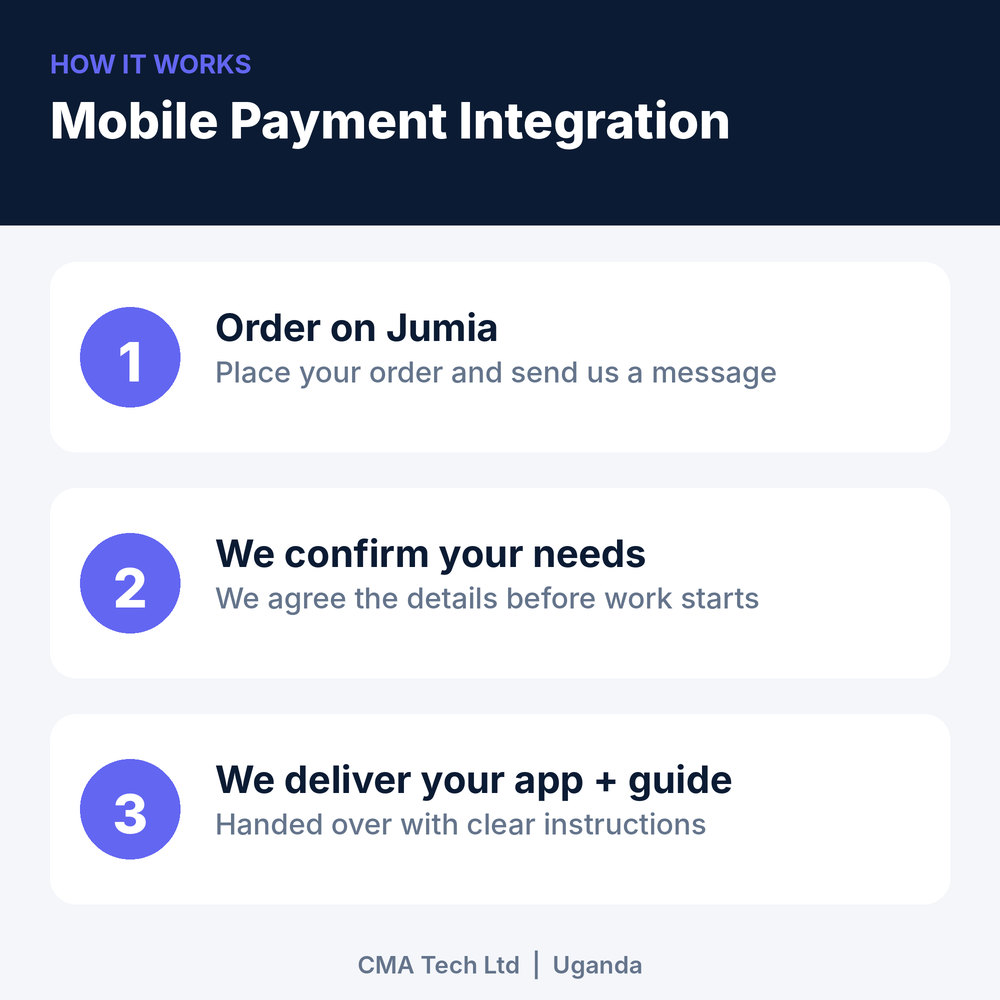 HOW IT WORKS
Mobile Payment Integration
1
Order on Jumia
Place your order and send us a message
2
We confirm your needs
We agree the details before work starts
3
We deliver your app + guide
Handed over with clear instructions
CMA Tech Ltd | Uganda